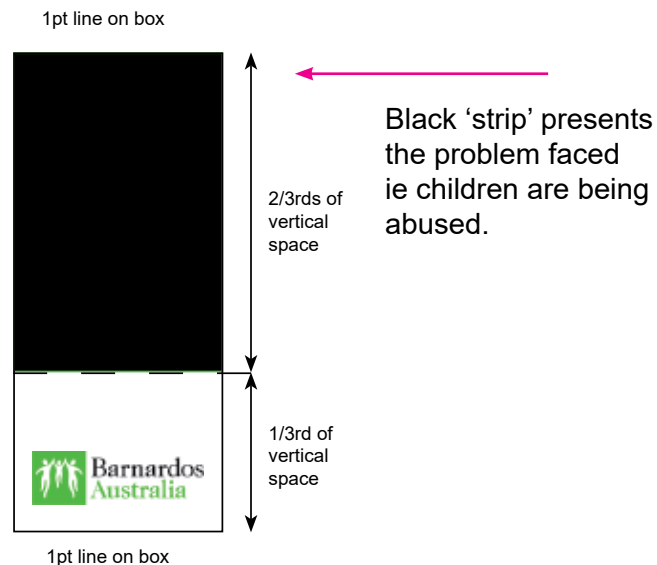 1pt line on box
Black ‘strip’ presents
the problem faced
ie children are being
abused.
2/3rds of
vertical
space
1/3rd of
vertical
space
Barnardos
Australia
1pt line on box